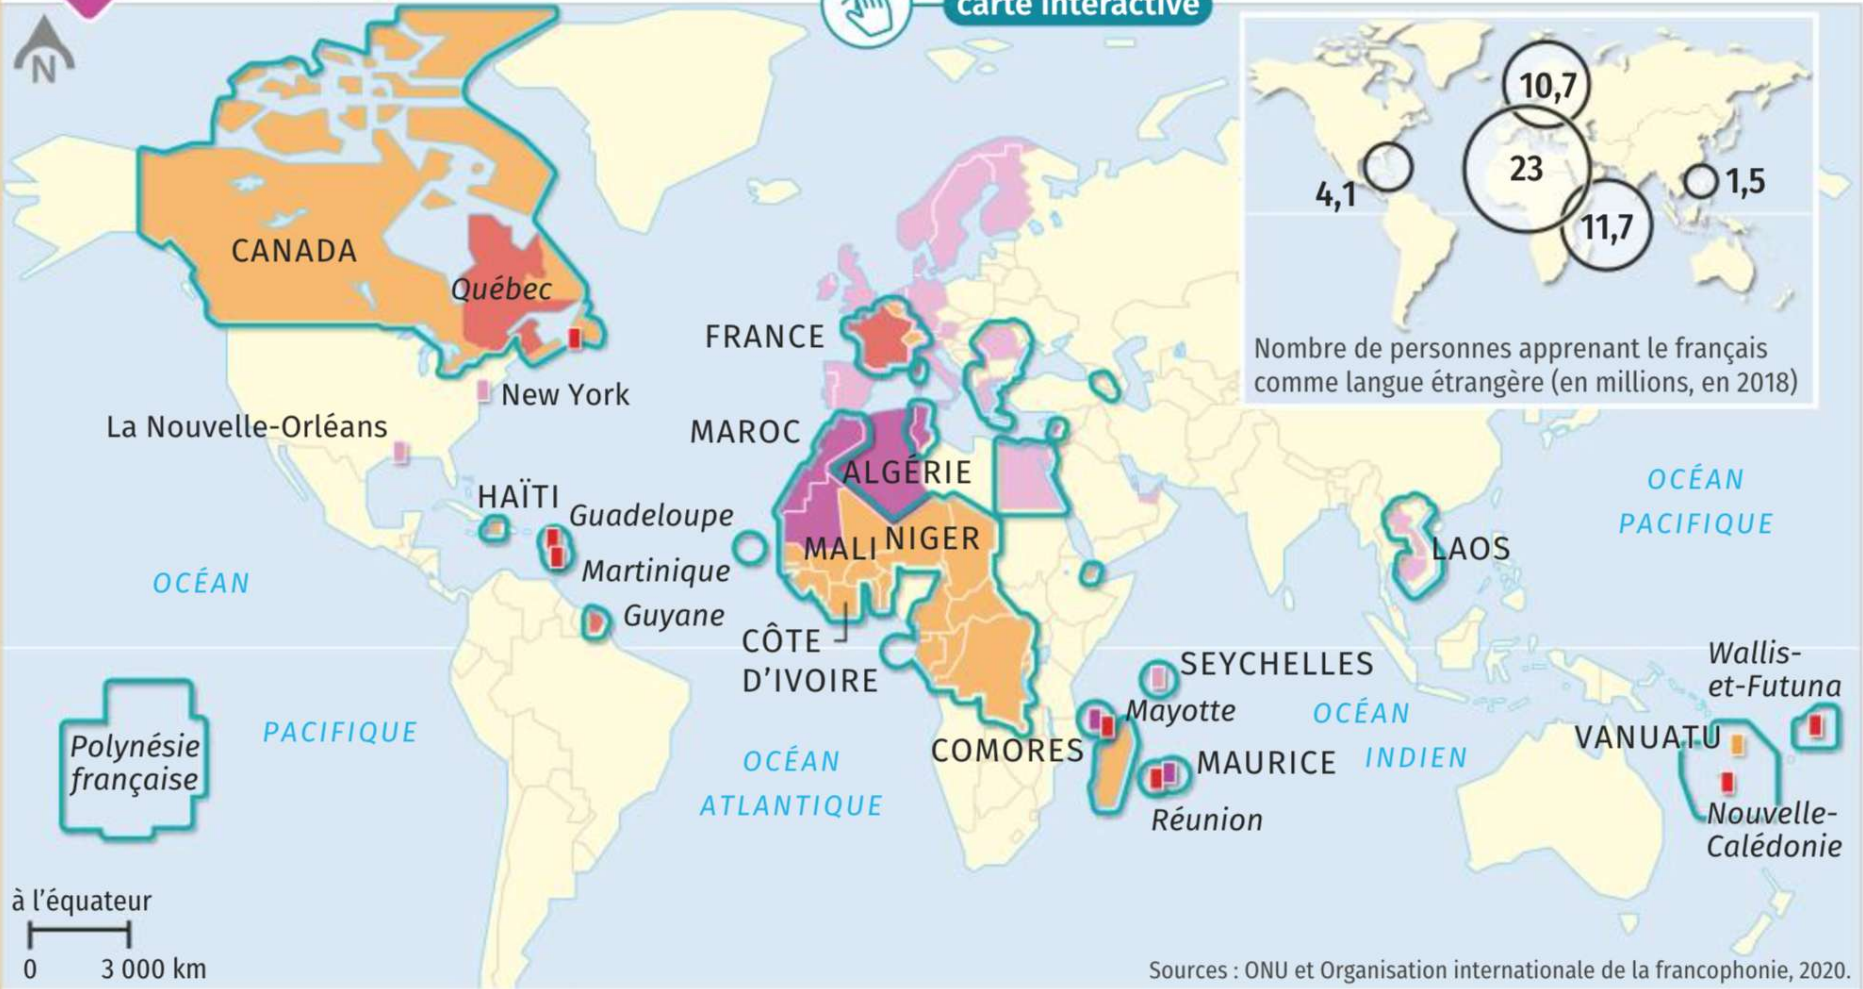 carte interactive
N
10,7
23
4,1
1,5
11,7
Nombre de personnes apprenant le français
comme langue étrangère (en millions, en 2018)
CANADA
Québec
FRANCE
New York
La Nouvelle-Orléans
MAROC
ALGÉRIE
HAÏTI
Guadeloupe
Martinique
Guyane
MALI
NIGER
LAOS
OCÉAN
PACIFIQUE
OCÉAN
PACIFIQUE
CÔTE
D'IVOIRE
SEYCHELLES
Mayotte
COMORES
MAURICE
Réunion
OCÉAN
INDIEN
OCÉAN
ATLANTIQUE
Wallis-
et-Futuna
VANUATU
Nouvelle-
Calédonie
Polynésie
française
à l'équateur
0 3 000 km
Sources : ONU et Organisation internationale de la francophonie, 2020.